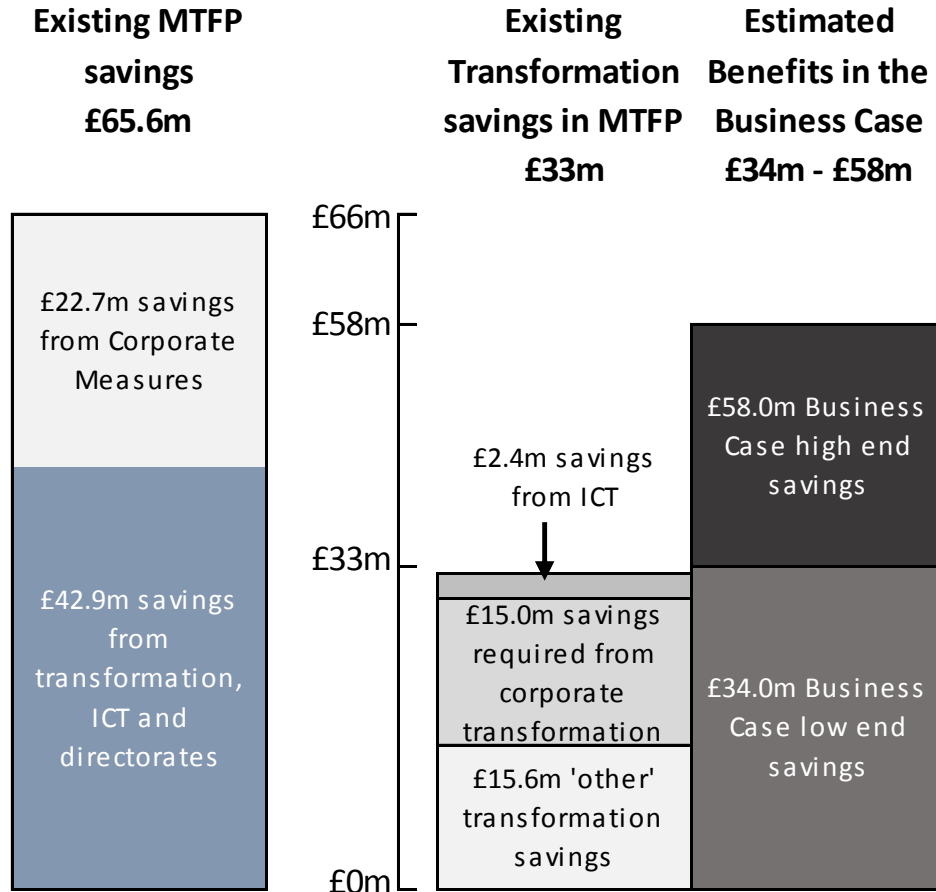 Existing MTFP
savings
£65.6m
Existing
Transformation
savings in MTFP
£33m
Estimated
Benefits in the
Business Case
£34m - £58m
£22.7m savings
from Corporate
Measures
£42.9m savings
from
transformation,
ICT and
directorates
£66m
£58m
£33m
£0m
£2.4m savings
from ICT
£15.0m savings
required from
corporate
transformation
£15.6m 'other'
transformation
savings
£58.0m Business
Case high end
savings
£34.0m Business
Case low end
savings